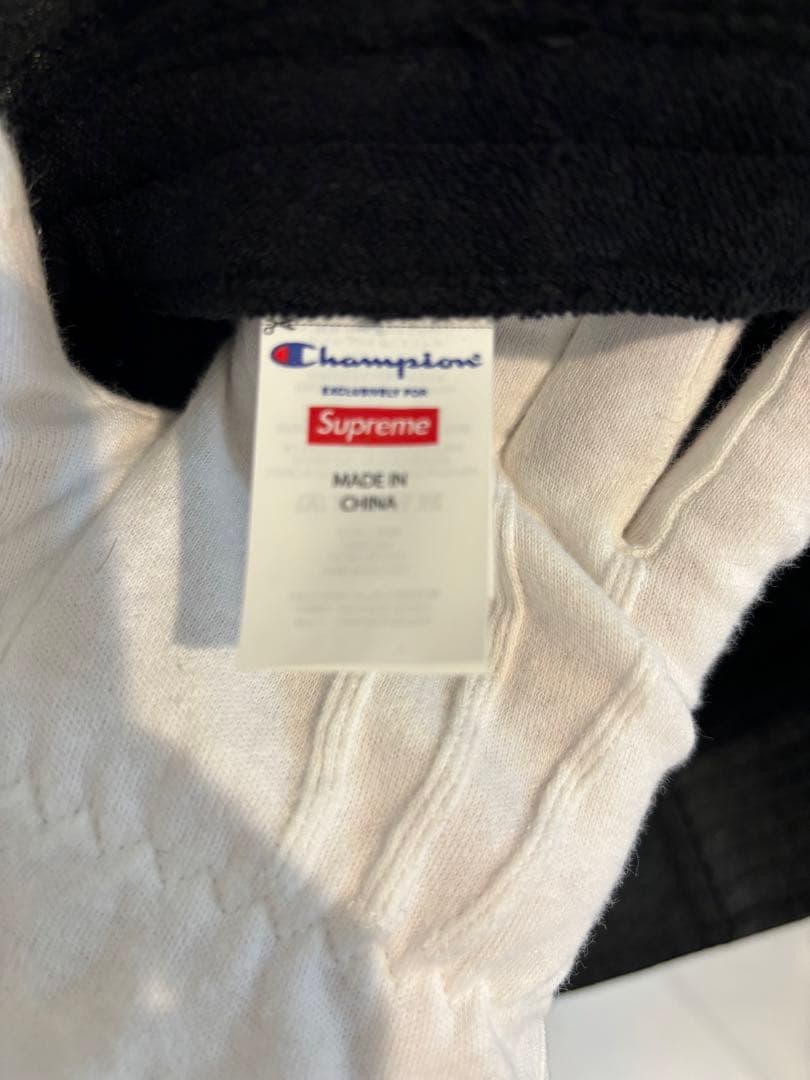 Champion
EXCLUSIVELY FOR
Supreme
MADE IN
CHINA